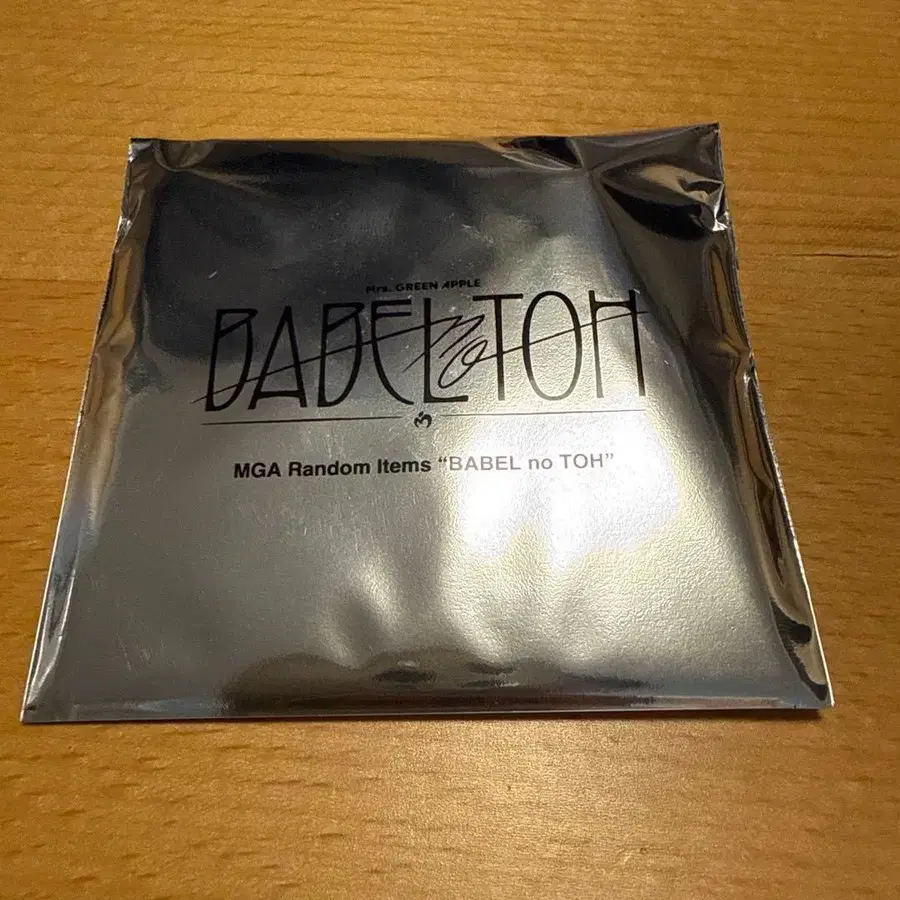 Mrs. GREEN APPLE
BABEL no TOH
MGA Random Items “BABEL no TOH”